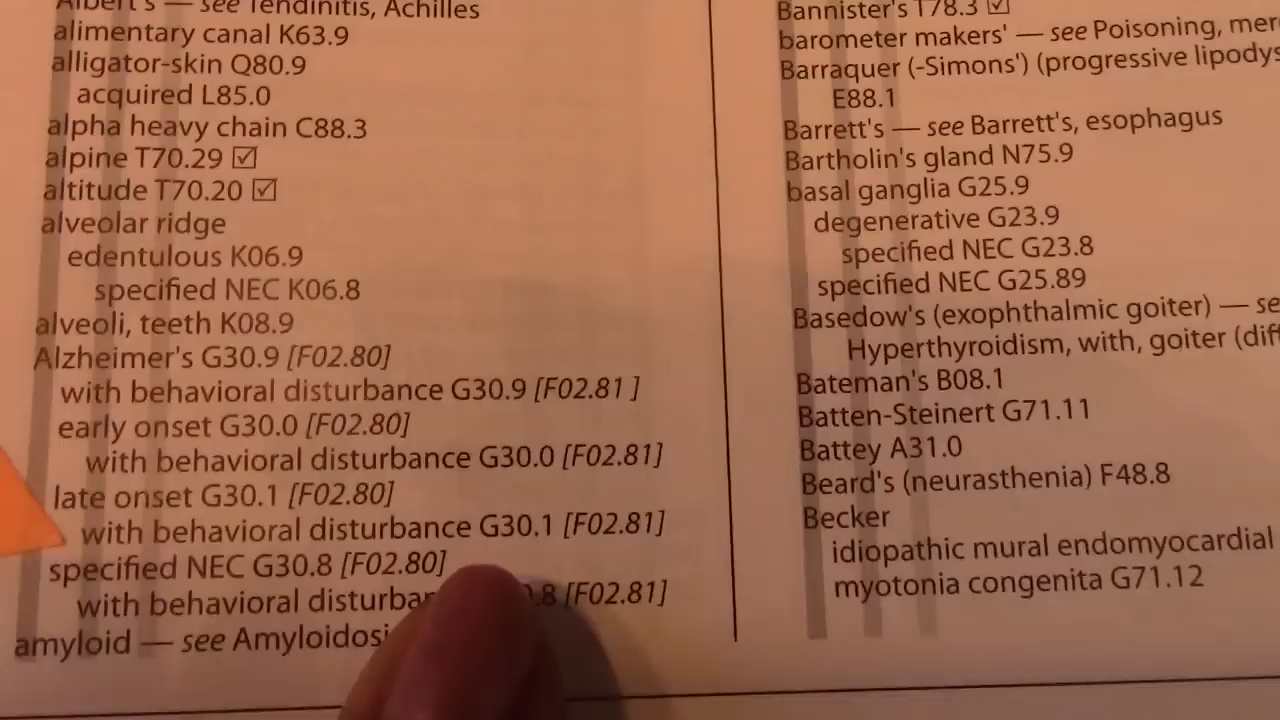 Albert's — see Tendinitis, Achilles
alimentary canal K63.9
alligator-skin Q80.9
acquired L85.0
alpha heavy chain C88.3
alpine T70.29 ☑
altitude T70.20 ☑
alveolar ridge
edentulous K06.9
specified NEC K06.8
alveoli, teeth K08.9
Alzheimer's G30.9 [F02.80]
with behavioral disturbance G30.9 [F02.81 ]
early onset G30.0 [F02.80]
with behavioral disturbance G30.0 [F02.81]
late onset G30.1 [F02.80]
with behavioral disturbance G30.1 [F02.81]
specified NEC G30.8 [F02.80]
with behavioral .8 [F02.81]
amyloid — see
Bannister's T78.3 ☑
barometer makers' — see Poisoning,
Barraquer (-Simons') (progressive
E88.1
Barrett's — see Barrett's, esophagus
Bartholin's gland N75.9
basal ganglia G25.9
degenerative G23.9
specified NEC G23.8
specified NEC G25.89
Basedow's (exophthalmic goiter) —
Hyperthyroidism, with, goiter
Bateman's B08.1
Batten-Steinert G71.11
Battey A31.0
Beard's (neurasthenia) F48.8
Becker
idiopathic mural endomyocardial
myotonia congenita G71.12